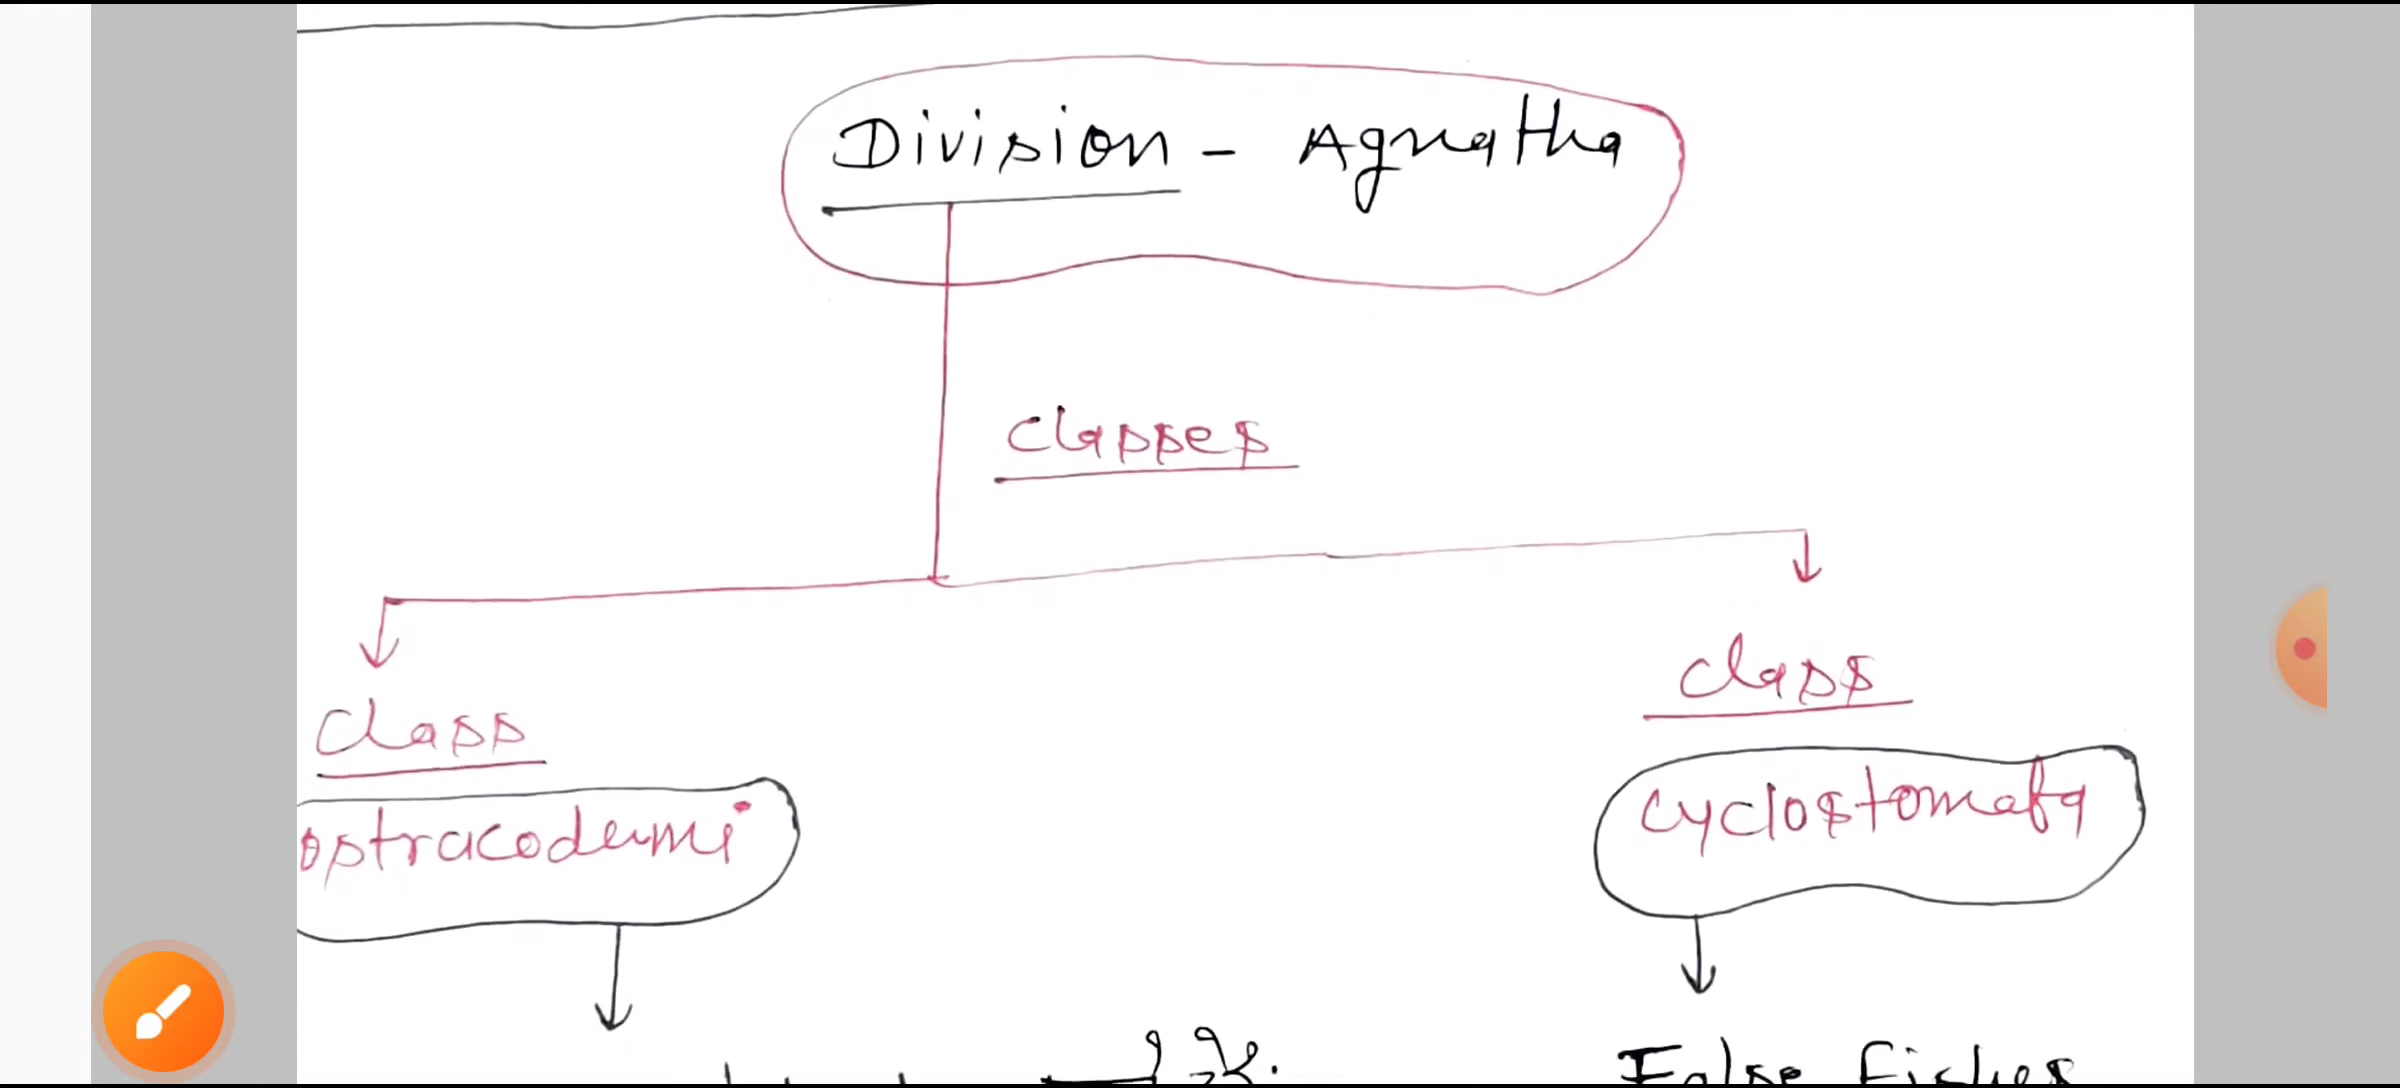 Division - Agnatha
classes
class
class
ostracodermi
cyclostomata
False Fishes